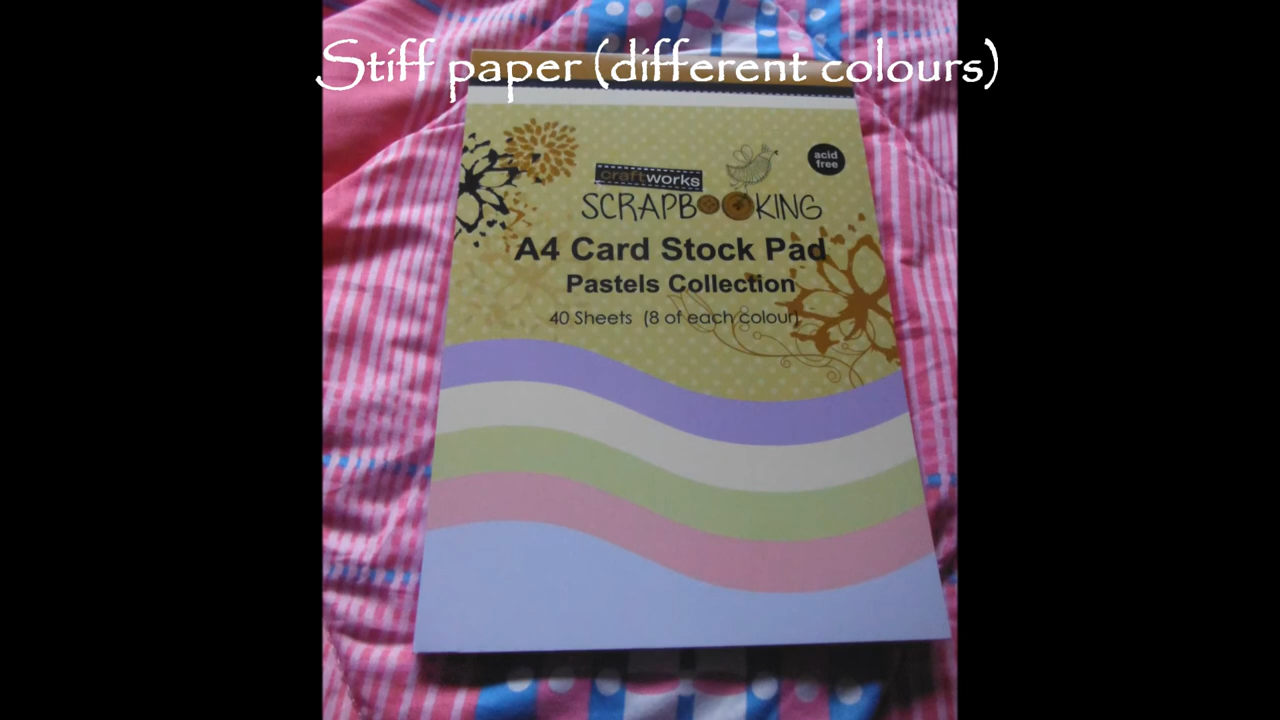 Stiff paper (different colours)
acid
free
craftworks
SCRAPBOOKING
A4 Card Stock Pad
Pastels Collection
40 Sheets (8 of each colour)